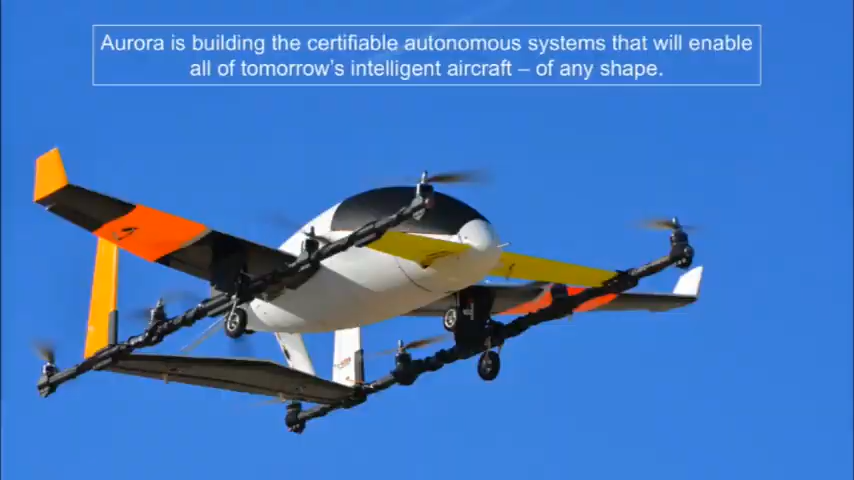 Aurora is building the certifiable autonomous systems that will enable
all of tomorrow's intelligent aircraft – of any shape.